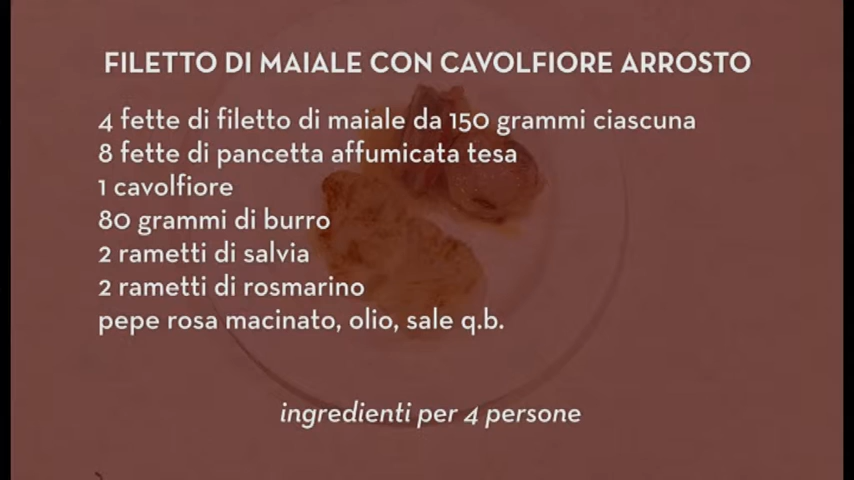 FILETTO DI MAIALE CON CAVOLFIORE ARROSTO
4 fette di filetto di maiale da 150 grammi ciascuna
8 fette di pancetta affumicata tesa
1 cavolfiore
80 grammi di burro
2 rametti di salvia
2 rametti di rosmarino
pepe rosa macinato, olio, sale q.b.
ingredienti per 4 persone